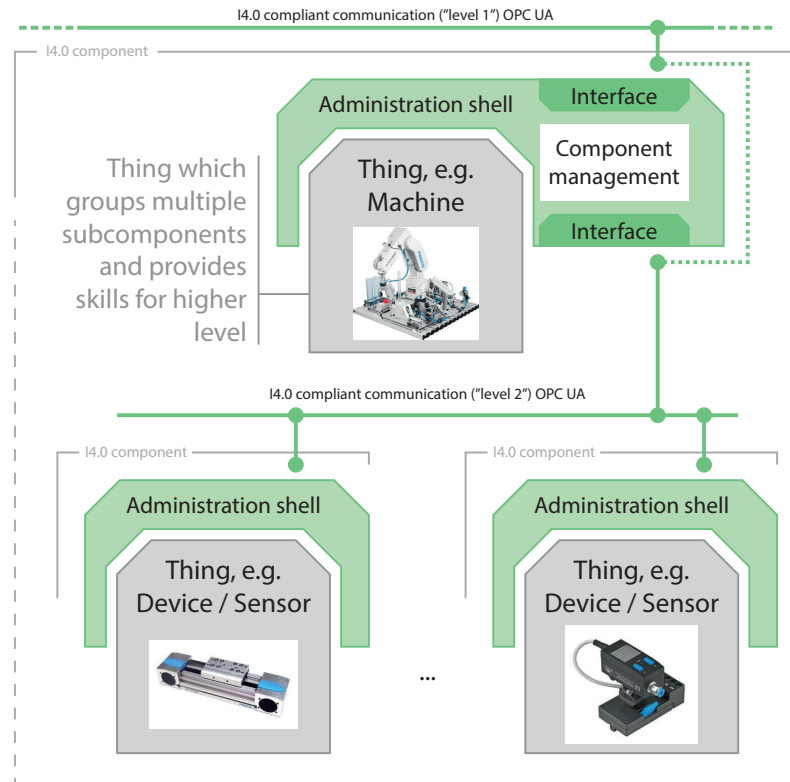 I4.0 compliant communication ("level 1") OPC UA
I4.0 component
Administration shell
Interface
Component
management
Interface
Thing, e.g.
Machine
Thing which
groups multiple
subcomponents
and provides
skills for higher
level
I4.0 compliant communication ("level 2") OPC UA
I4.0 component
Administration shell
Thing, e.g.
Device / Sensor
...
I4.0 component
Administration shell
Thing, e.g.
Device / Sensor